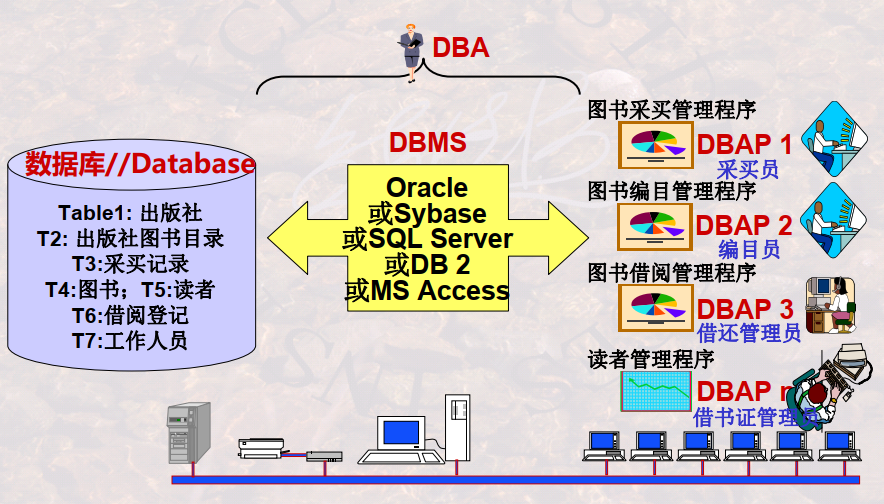 DBA
数据库//Database
Table1: 出版社
T2: 出版社图书目录
T3:采买记录
T4:图书；T5:读者
T6:借阅登记
T7:工作人员
DBMS
Oracle
或Sybase
或SQL Server
或DB 2
或MS Access
图书采买管理程序
DBAP 1
采买员
图书编目管理程序
DBAP 2
编目员
图书借阅管理程序
DBAP 3
借还管理员
读者管理程序
DBAP n
借书证管理员